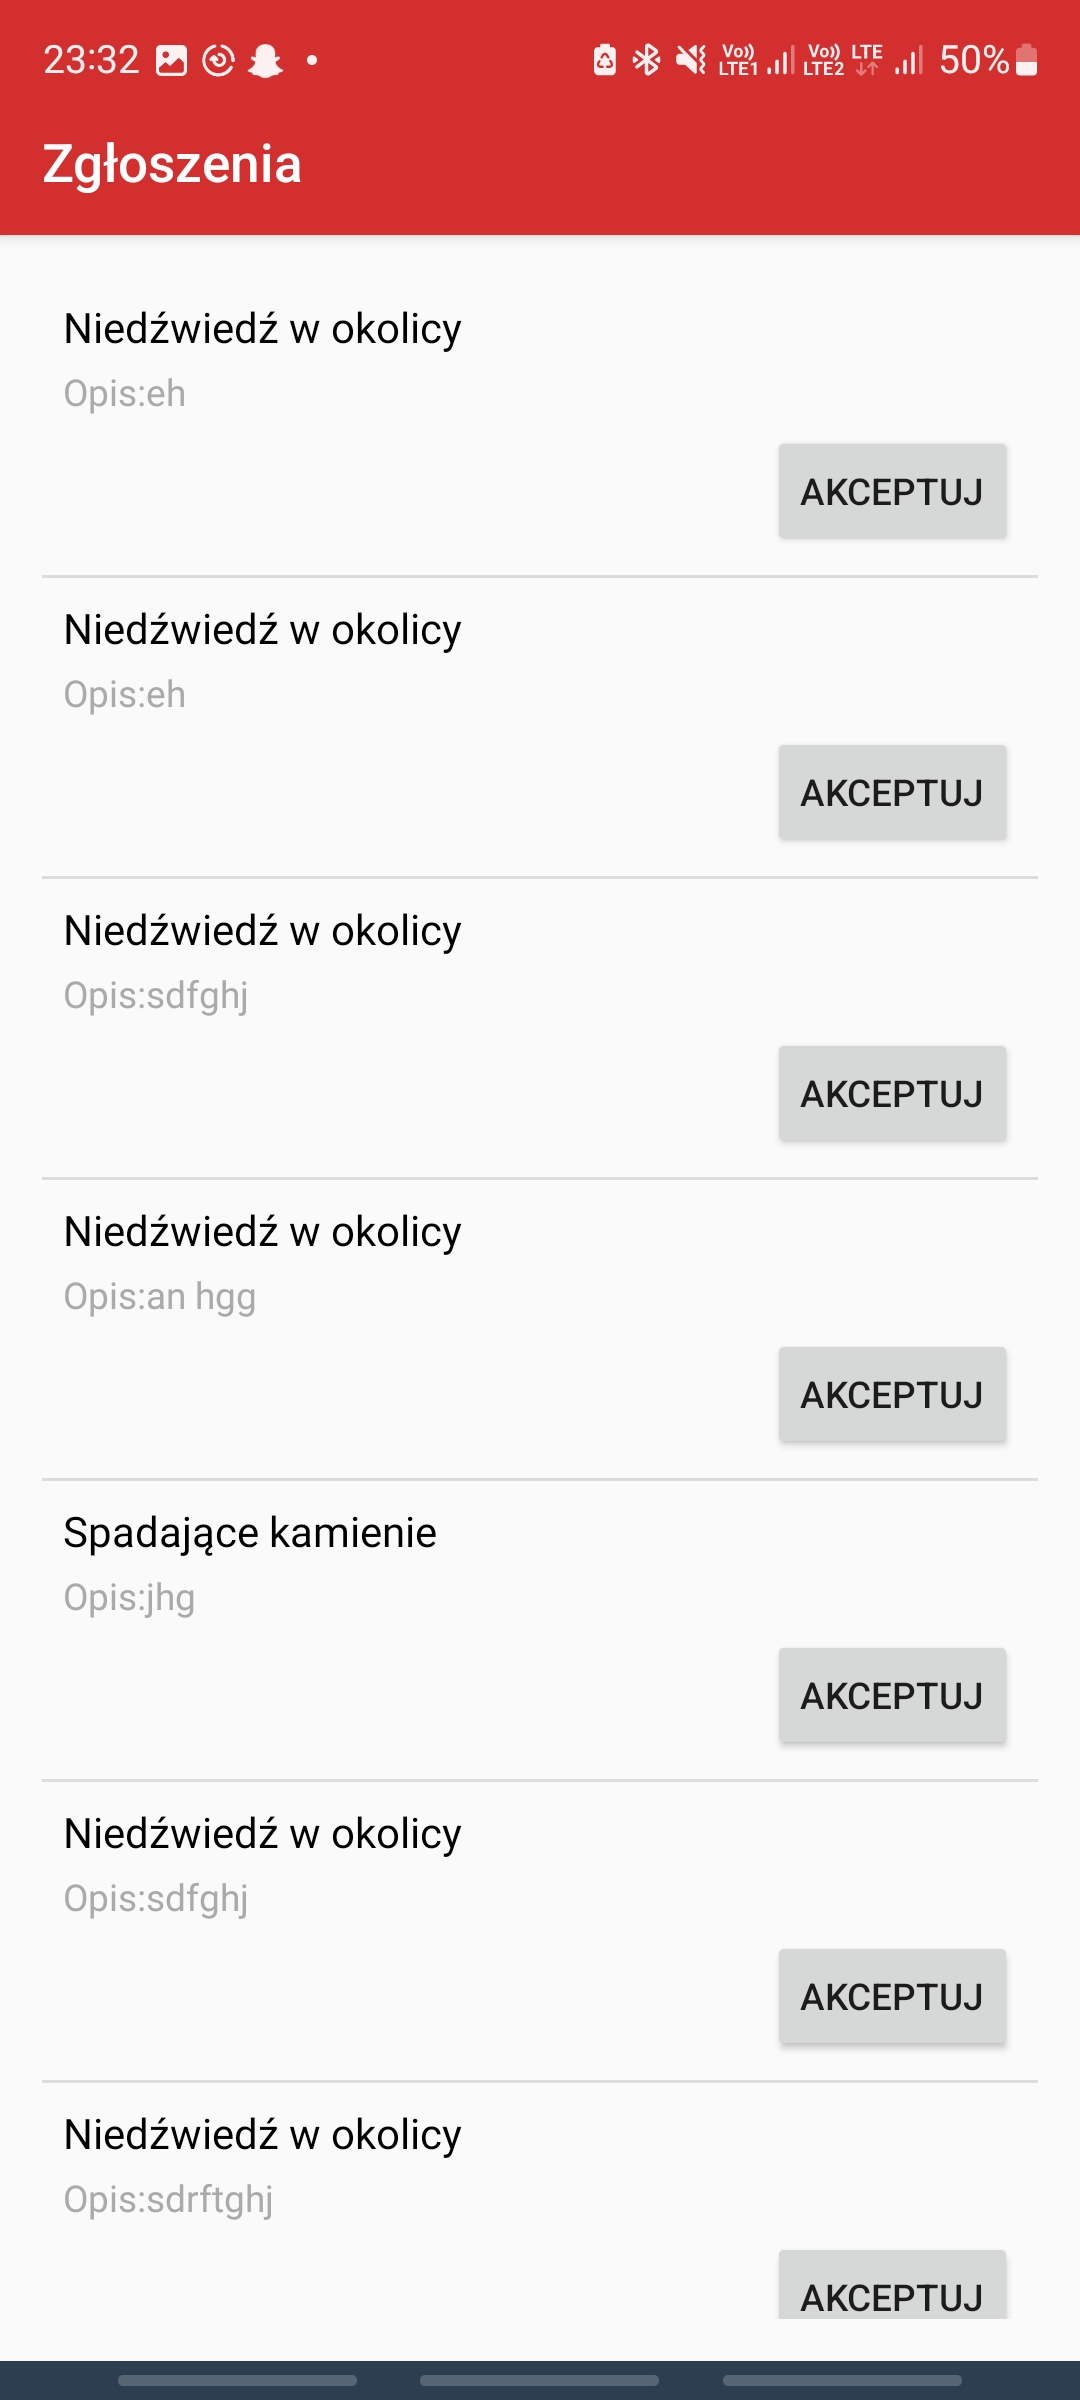 23:32 Vo)) LTE1 Vo)) LTE2 LTE 50%
Zgłoszenia
Niedźwiedź w okolicy
Opis:eh
AKCEPTUJ
Niedźwiedź w okolicy
Opis:eh
AKCEPTUJ
Niedźwiedź w okolicy
Opis:sdfghj
AKCEPTUJ
Niedźwiedź w okolicy
Opis:an hgg
AKCEPTUJ
Spadające kamienie
Opis:jhg
AKCEPTUJ
Niedźwiedź w okolicy
Opis:sdfghj
AKCEPTUJ
Niedźwiedź w okolicy
Opis:sdrftghj
AKCEPTUJ